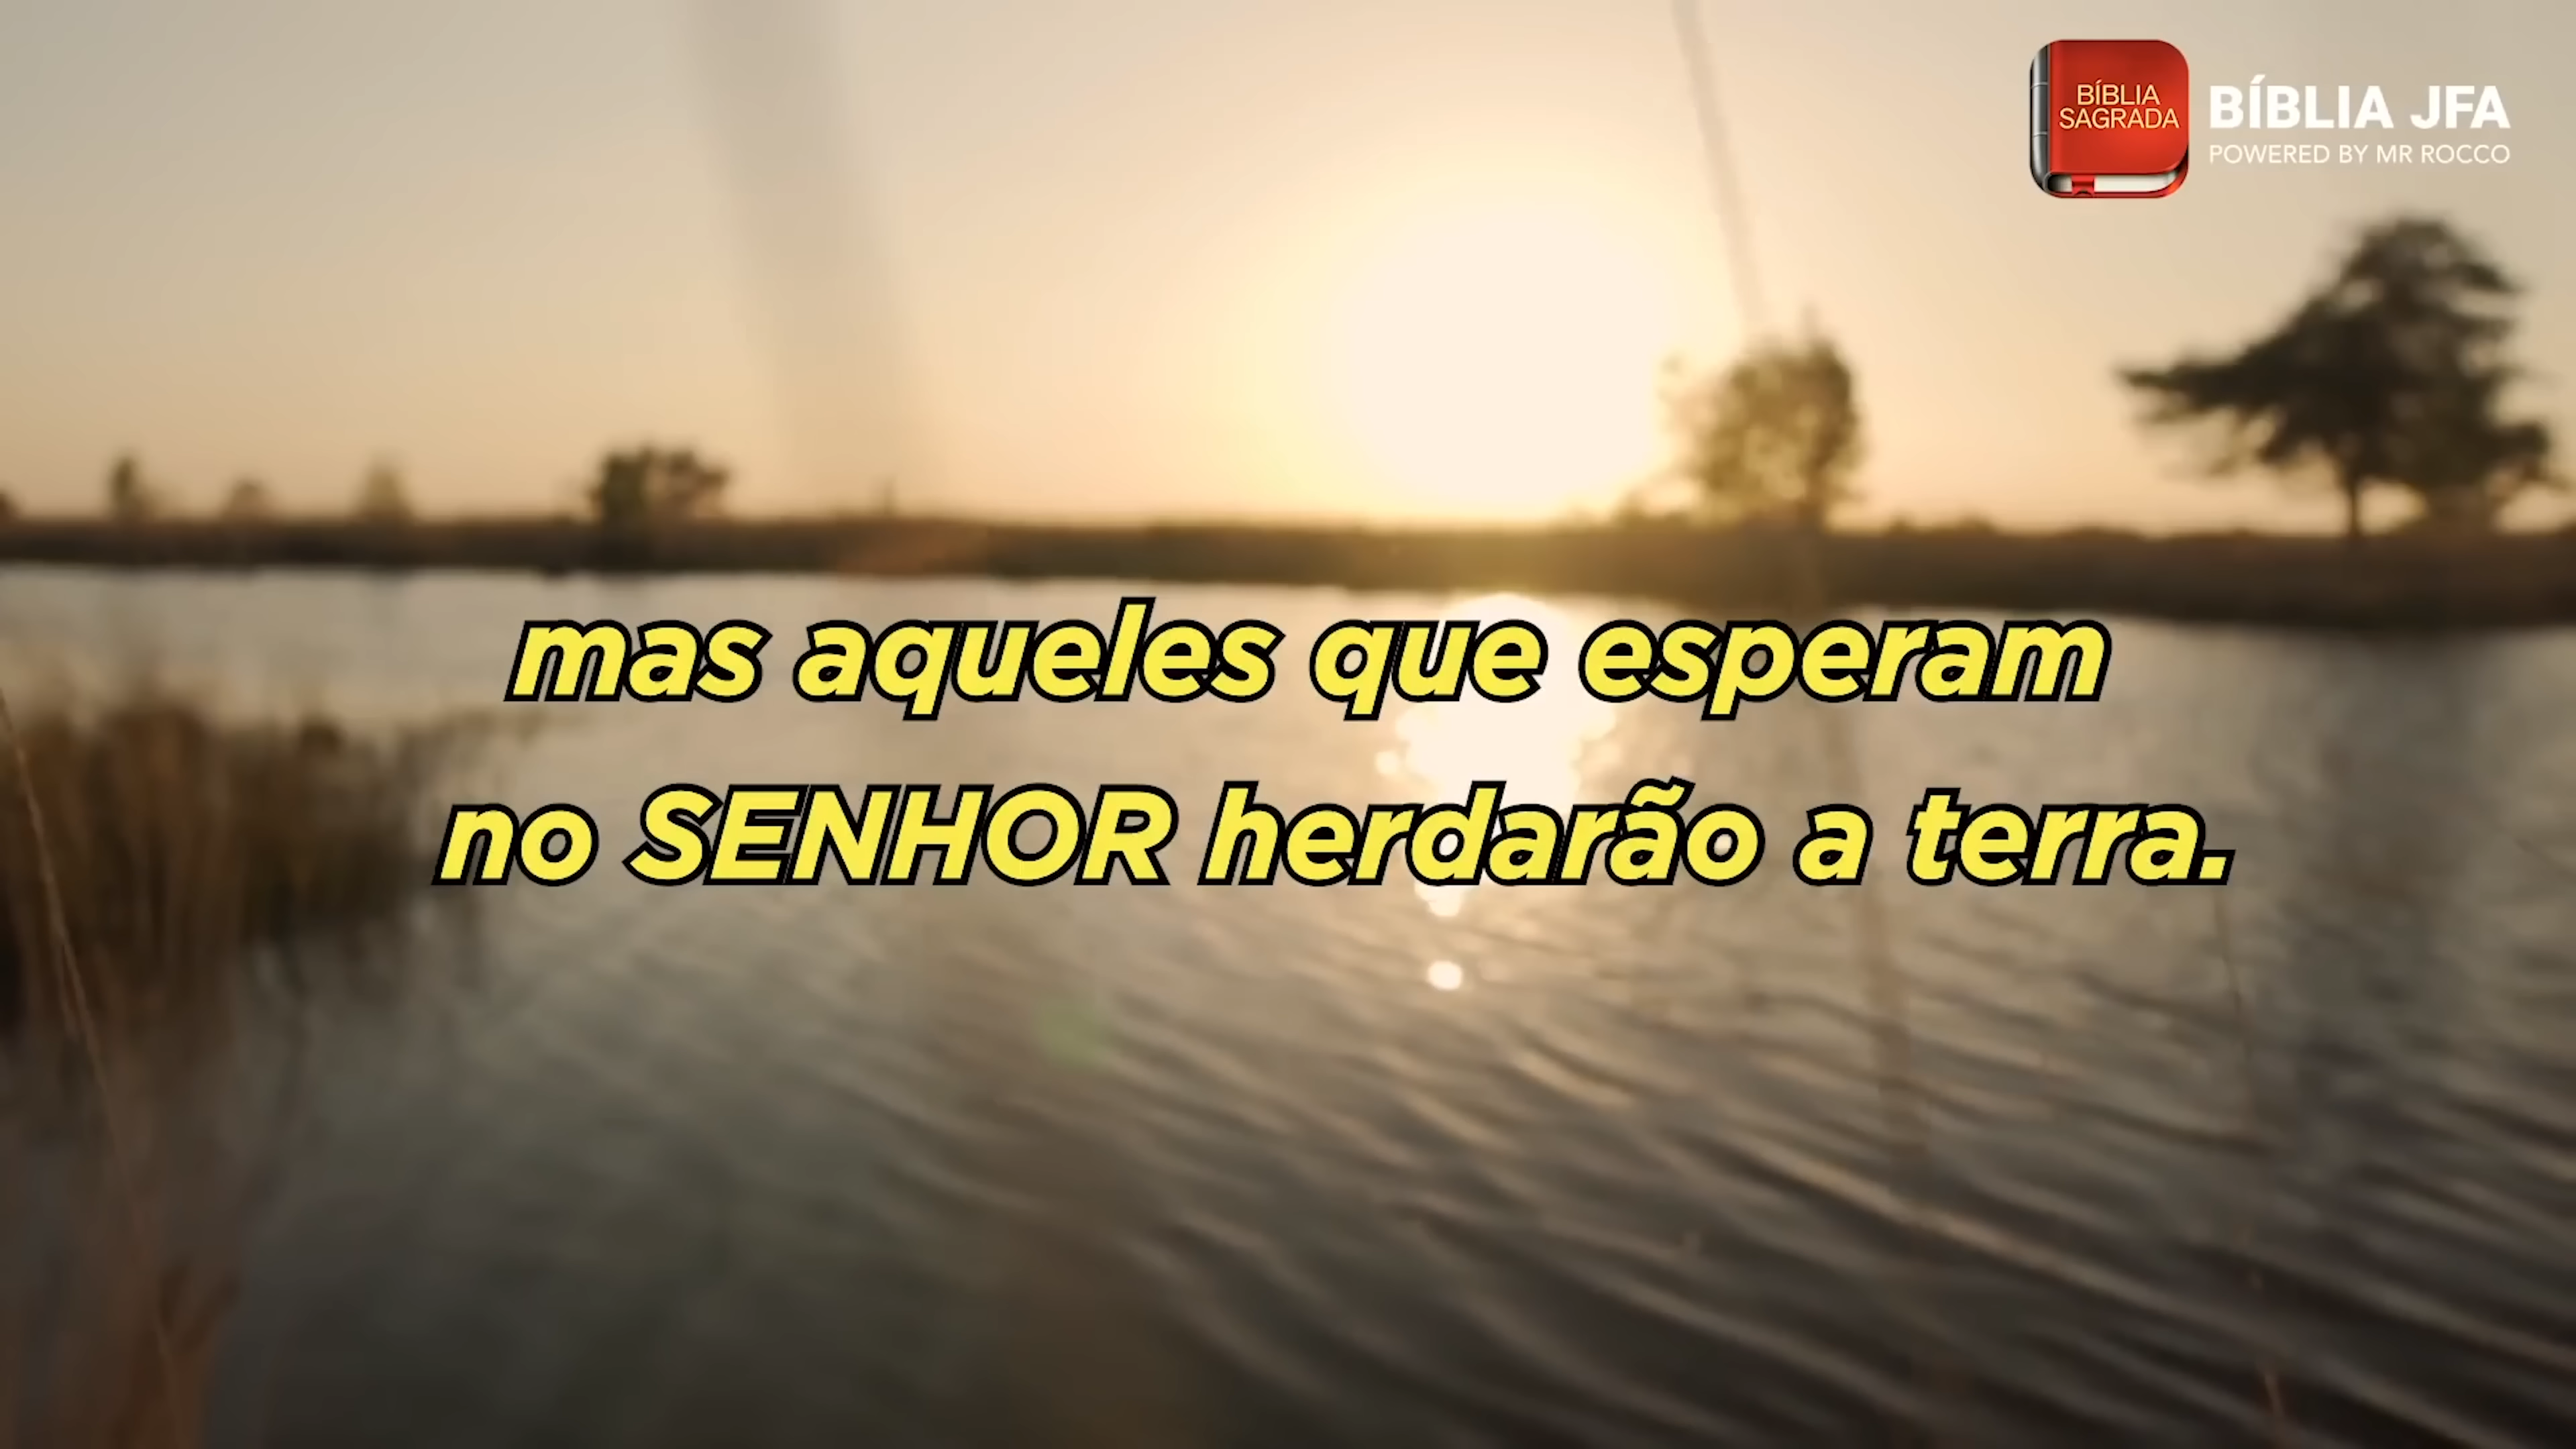 BÍBLIA
SAGRADA
BÍBLIA JFA
POWERED BY MR ROCCO
mas aqueles que esperam
no SENHOR herdarão a terra.